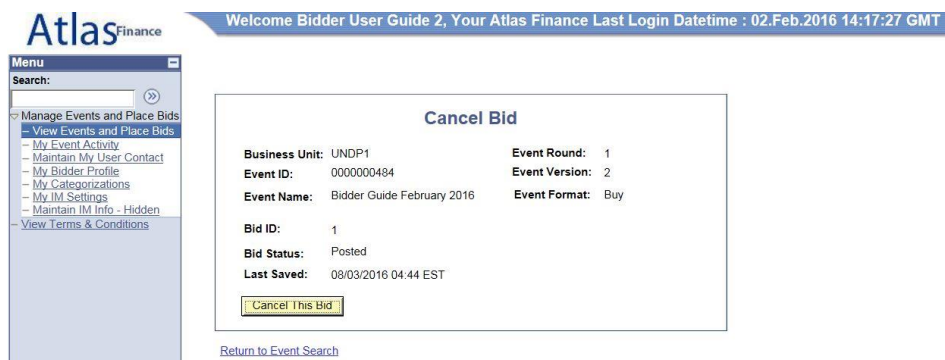 AtlasFinance
Welcome Bidder User Guide 2, Your Atlas Finance Last Login Datetime : 02.Feb.2016 14:17:27 GMT
Menu
Search:
Manage Events and Place Bids
– View Events and Place Bids
– My Event Activity
– Maintain My User Contact
– My Bidder Profile
– My Categorizations
– My IM Settings
– Maintain IM Info - Hidden
– View Terms & Conditions
Cancel Bid
Business Unit: UNDP1 Event Round: 1
Event ID: 0000000484 Event Version: 2
Event Name: Bidder Guide February 2016 Event Format: Buy
Bid ID: 1
Bid Status: Posted
Last Saved: 08/03/2016 04:44 EST
Cancel This Bid
Return to Event Search